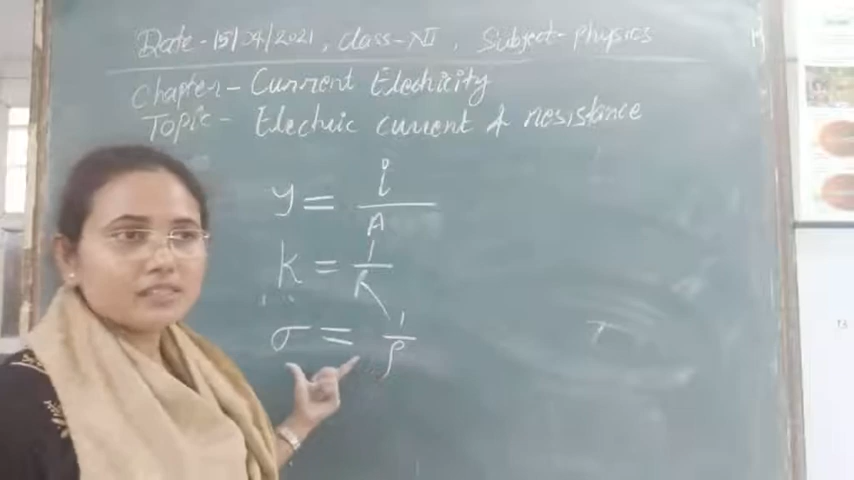 Date - 15/04/2021, class - XII, Subject - Physics
Chapter - Current Electricity
Topic - Electric current & resistance
y = i/A
k = 1/R
σ = 1/ρ